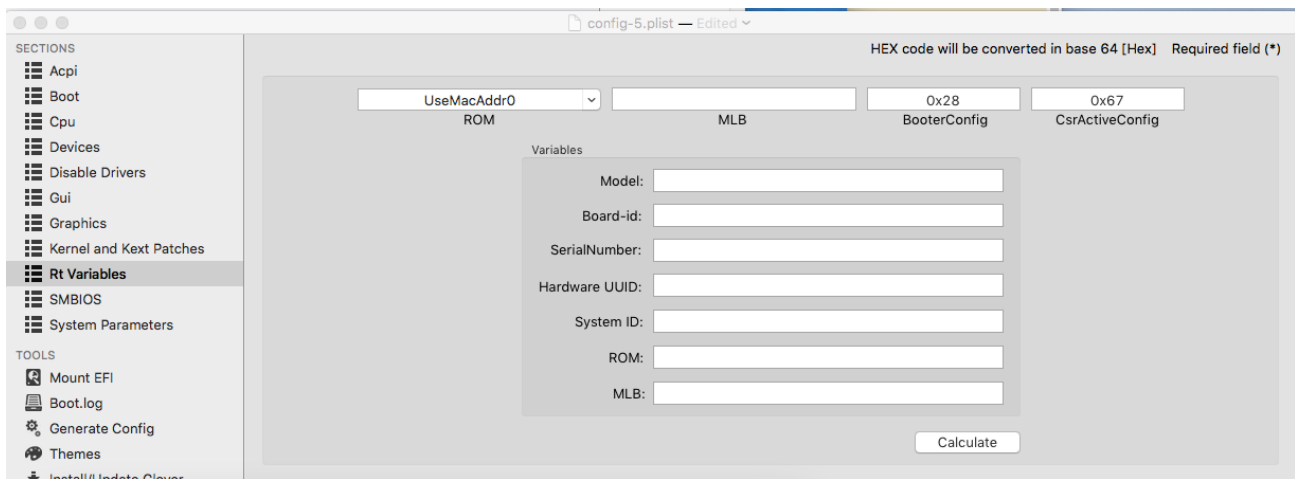 config-5.plist — Edited
SECTIONS
HEX code will be converted in base 64 [Hex] Required field (*)
Acpi
Boot
Cpu
Devices
Disable Drivers
Gui
Graphics
Kernel and Kext Patches
Rt Variables
SMBIOS
System Parameters
TOOLS
Mount EFI
Boot.log
Generate Config
Themes
Install/Update Clover
UseMacAddr0 0x28 0x67
ROM MLB BooterConfig CsrActiveConfig
Variables
Model:
Board-id:
SerialNumber:
Hardware UUID:
System ID:
ROM:
MLB:
Calculate